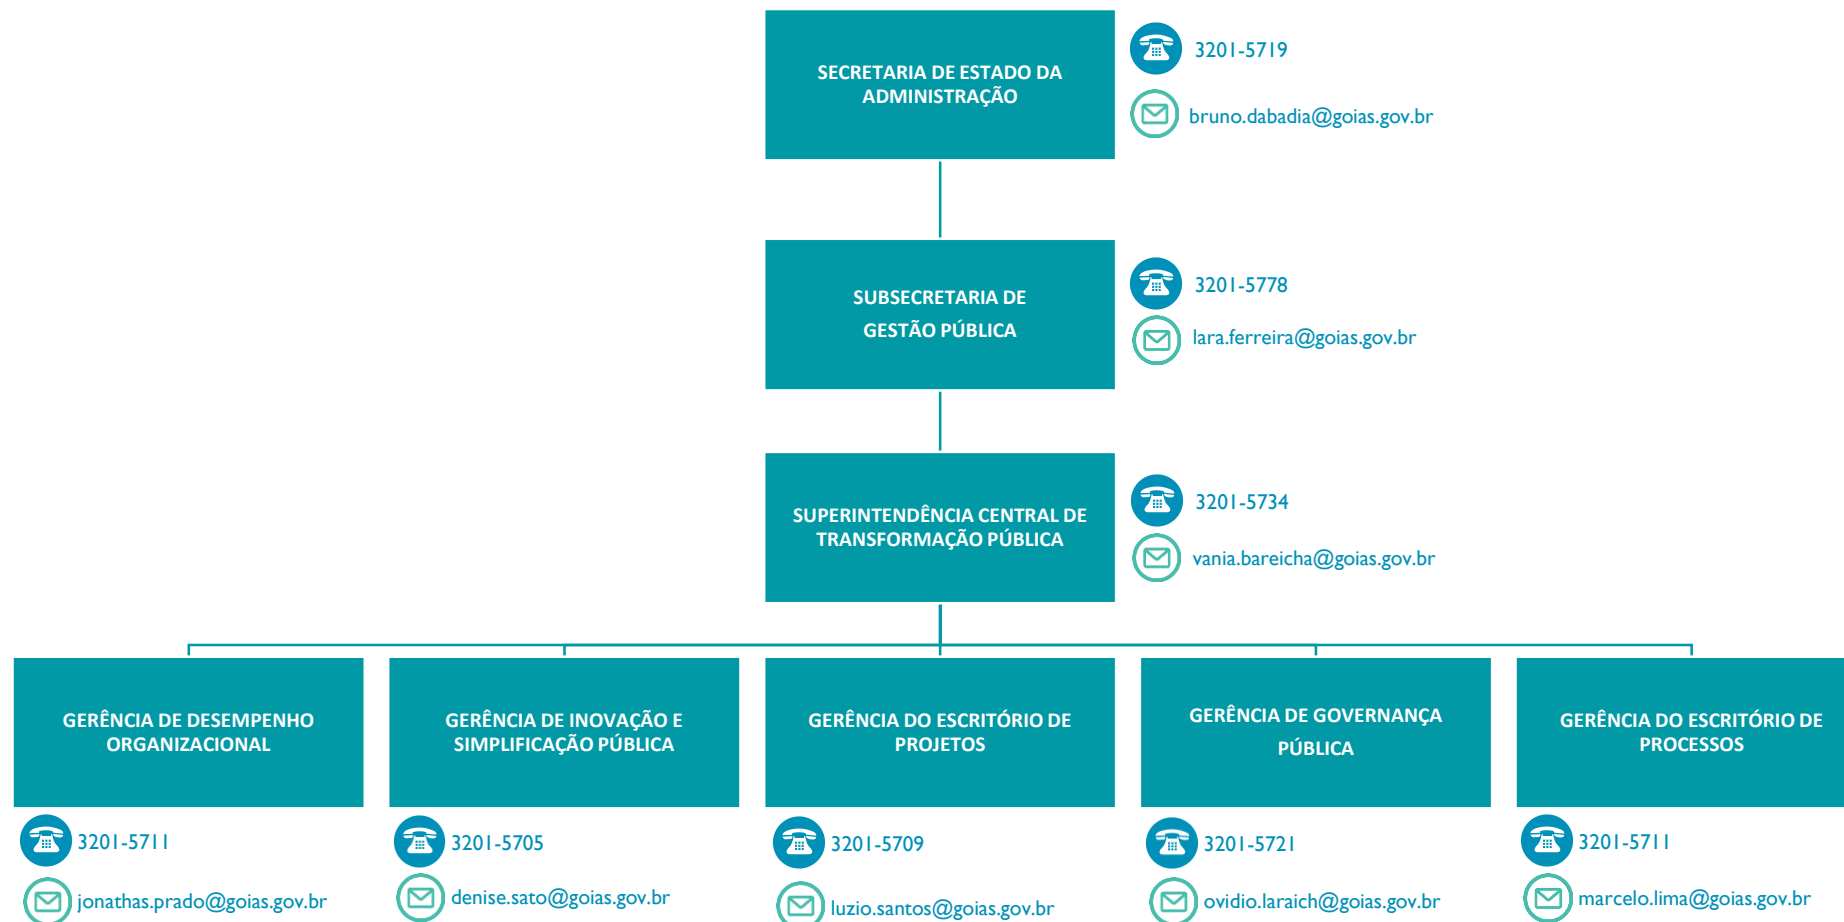 SECRETARIA DE ESTADO DA
ADMINISTRAÇÃO
3201-5719
bruno.dabadia@goias.gov.br
SUBSECRETARIA DE
GESTÃO PÚBLICA
3201-5778
lara.ferreira@goias.gov.br
SUPERINTENDÊNCIA CENTRAL DE
TRANSFORMAÇÃO PÚBLICA
3201-5734
vania.bareicha@goias.gov.br
GERÊNCIA DE DESEMPENHO
ORGANIZACIONAL
3201-5711
jonathas.prado@goias.gov.br
GERÊNCIA DE INOVAÇÃO E
SIMPLIFICAÇÃO PÚBLICA
3201-5705
denise.sato@goias.gov.br
GERÊNCIA DO ESCRITÓRIO DE
PROJETOS
3201-5709
luzio.santos@goias.gov.br
GERÊNCIA DE GOVERNANÇA
PÚBLICA
3201-5721
ovidio.laraich@goias.gov.br
GERÊNCIA DO ESCRITÓRIO DE
PROCESSOS
3201-5711
marcelo.lima@goias.gov.br